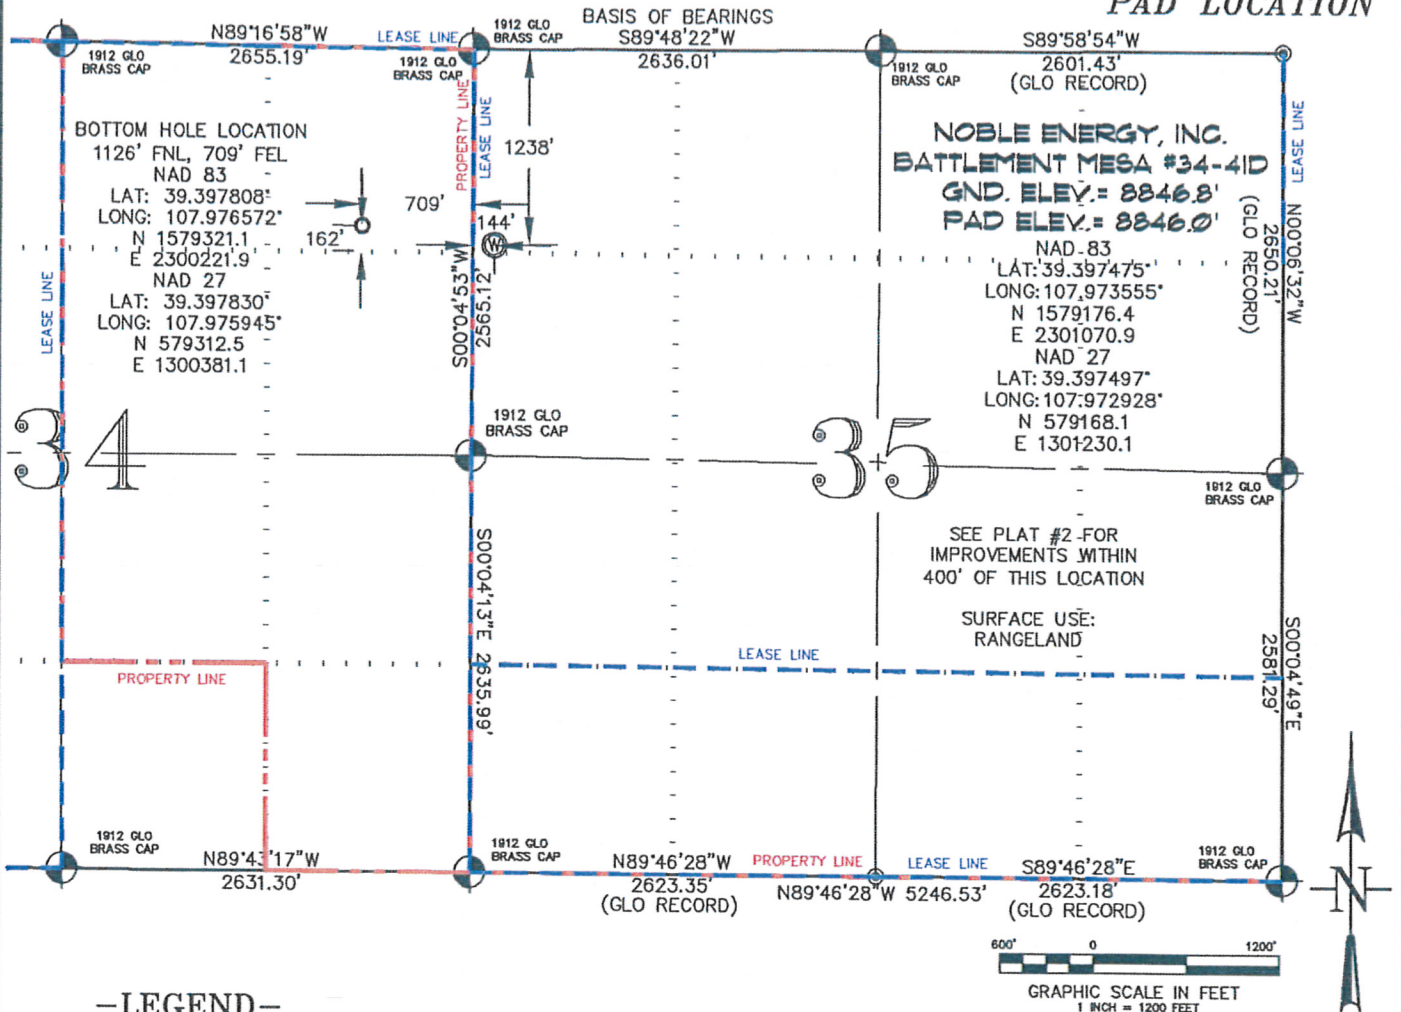 PAD LOCATION
BASIS OF BEARINGS
N89°16'58"W
2655.19'
LEASE LINE
1912 GLO
BRASS CAP
S89°48'22"W
2636.01'
S89°58'54"W
2601.43'
(GLO RECORD)
1912 GLO
BRASS CAP
1912 GLO
BRASS CAP
1912 GLO
BRASS CAP
PROPERTY LINE
LEASE LINE
1238'
LEASE LINE
BOTTOM HOLE LOCATION
1126' FNL, 709' FEL
NAD 83
LAT: 39.397808°
LONG: 107.976572°
N 1579321.1
E 2300221.9
NAD 27
LAT: 39.397830°
LONG: 107.975945°
N 579312.5
E 1300381.1
709'
162'
144'
W
S00°04'53"W
2565.12'
NOBLE ENERGY, INC.
BATTLEMENT MESA #34-41D
GND. ELEV.= 8846.8'
PAD ELEV.= 8846.0'
NAD 83
LAT: 39.397475°
LONG: 107.973555°
N 1579176.4
E 2301070.9
NAD 27
LAT: 39.397497°
LONG: 107.972928°
N 579168.1
E 1301230.1
N00°06'32"W
2650.21'
(GLO RECORD)
LEASE LINE
34
1912 GLO
BRASS CAP
35
1912 GLO
BRASS CAP
SEE PLAT #2 FOR
IMPROVEMENTS WITHIN
400' OF THIS LOCATION
SURFACE USE:
RANGELAND
S00°04'13"E 2635.99'
S00°04'49"E
2581.29'
LEASE LINE
PROPERTY LINE
1912 GLO
BRASS CAP
N89°43'17"W
2631.30'
1912 GLO
BRASS CAP
N89°46'28"W
2623.35'
(GLO RECORD)
PROPERTY LINE
LEASE LINE
N89°46'28"W 5246.53'
S89°46'28"E
2623.18'
(GLO RECORD)
1912 GLO
BRASS CAP
N
600' 0 1200'
GRAPHIC SCALE IN FEET
1 INCH = 1200 FEET
-LEGEND-